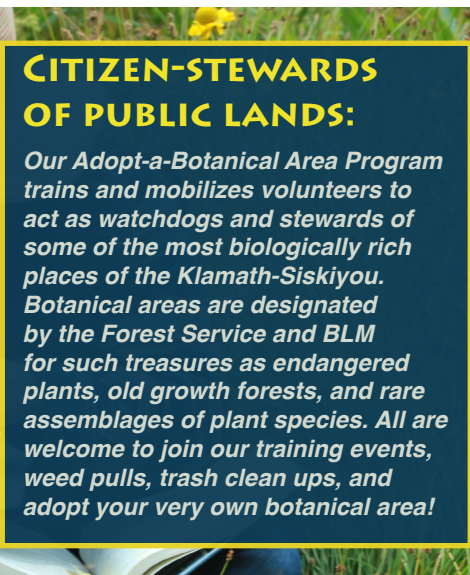 Citizen-stewards
of public lands:
Our Adopt-a-Botanical Area Program
trains and mobilizes volunteers to
act as watchdogs and stewards of
some of the most biologically rich
places of the Klamath-Siskiyou.
Botanical areas are designated
by the Forest Service and BLM
for such treasures as endangered
plants, old growth forests, and rare
assemblages of plant species. All are
welcome to join our training events,
weed pulls, trash clean ups, and
adopt your very own botanical area!